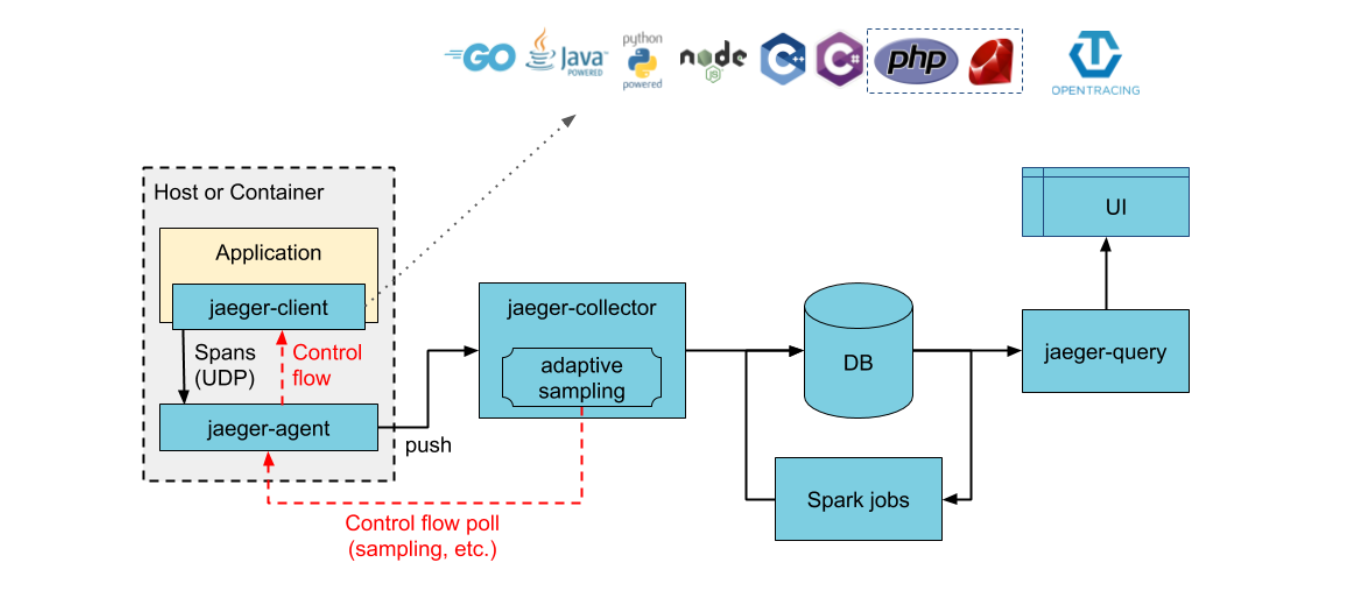 GO
Java
POWERED
python
powered
node
JS
C++
C#
php
OPENTRACING
Host or Container
Application
jaeger-client
Spans
(UDP)
Control
flow
jaeger-agent
push
jaeger-collector
adaptive
sampling
Control flow poll
(sampling, etc.)
DB
Spark jobs
jaeger-query
UI